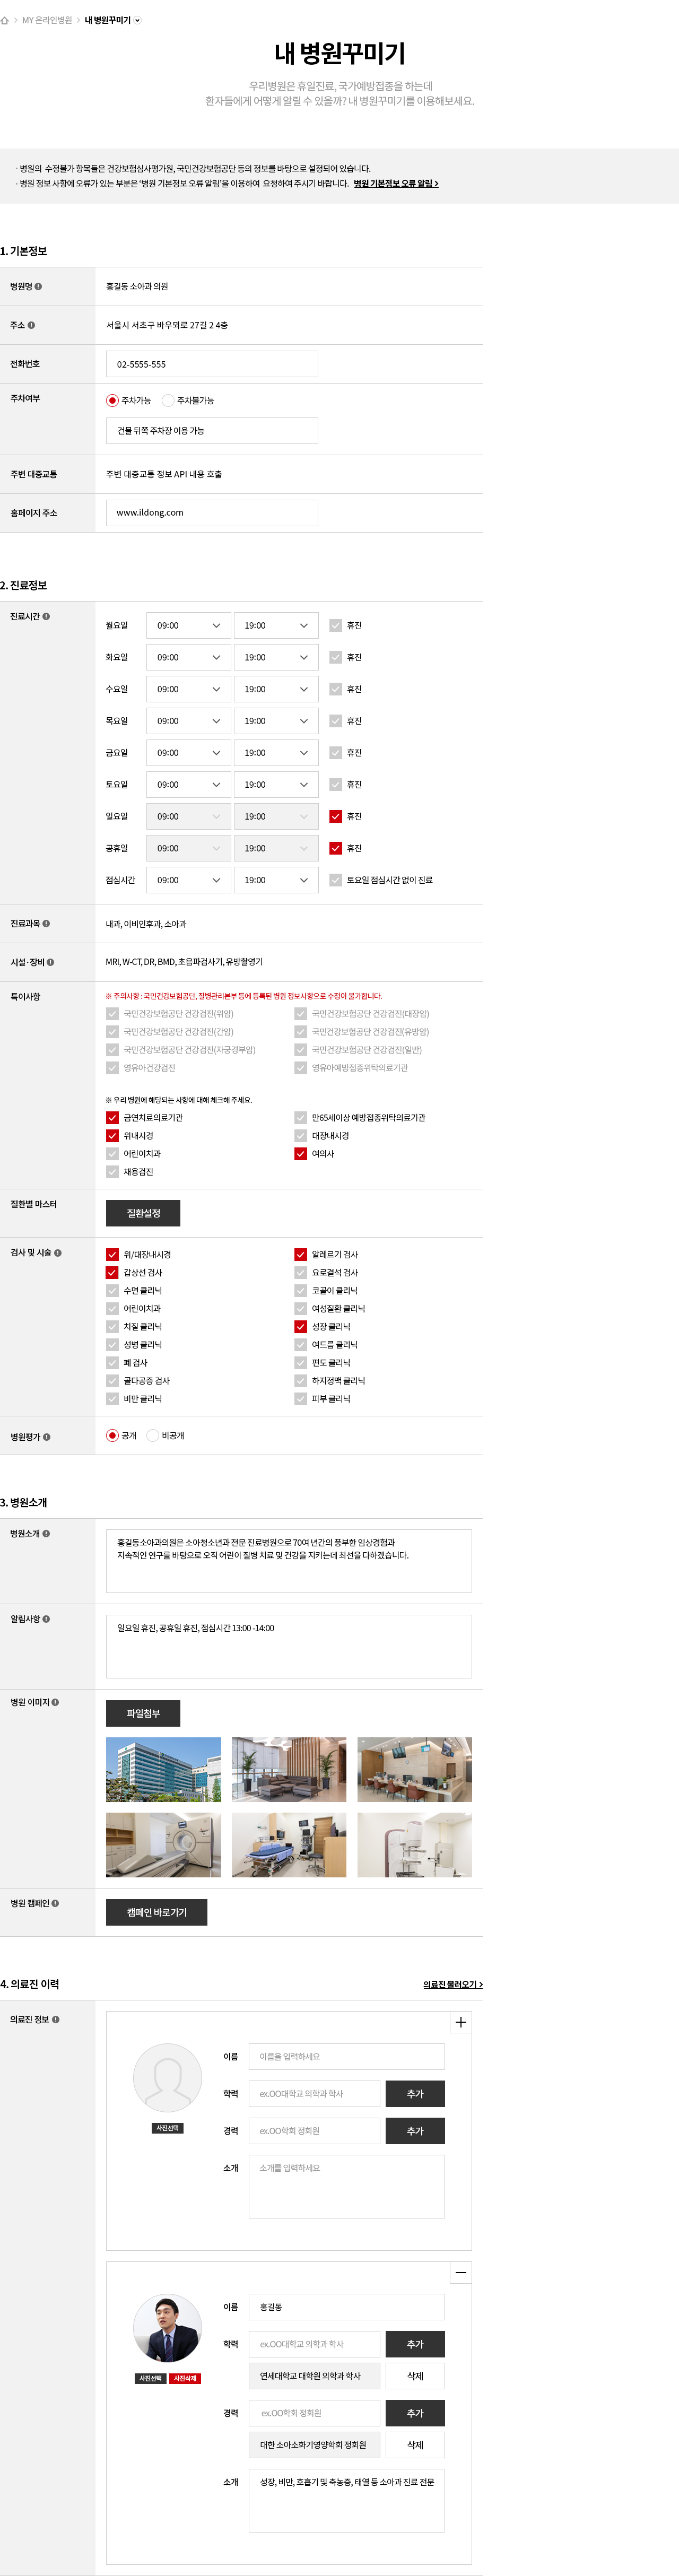 MY 온라인병원 > 내 병원꾸미기
내 병원꾸미기
우리병원은 휴일진료, 국가예방접종을 하는데
환자들에게 어떻게 알릴 수 있을까? 내 병원꾸미기를 이용해보세요.
· 병원의 수정불가 항목들은 건강보험심사평가원, 국민건강보험공단 등의 정보를 바탕으로 설정되어 있습니다.
· 병원 정보 사항에 오류가 있는 부분은 '병원 기본정보 오류 알림'을 이용하여 요청하여 주시기 바랍니다. 병원 기본정보 오류 알림 >
1. 기본정보
병원명 홍길동 소아과 의원
주소 서울시 서초구 바우뫼로 27길 2 4층
전화번호 02-5555-555
주차여부 주차가능 주차불가능
건물 뒤쪽 주차장 이용 가능
주변 대중교통 주변 대중교통 정보 API 내용 호출
홈페이지 주소 www.ildong.com
2. 진료정보
진료시간
월요일 09:00 19:00 휴진
화요일 09:00 19:00 휴진
수요일 09:00 19:00 휴진
목요일 09:00 19:00 휴진
금요일 09:00 19:00 휴진
토요일 09:00 19:00 휴진
일요일 09:00 19:00 휴진
공휴일 09:00 19:00 휴진
점심시간 09:00 19:00 토요일 점심시간 없이 진료
진료과목 내과, 이비인후과, 소아과
시설·장비 MRI, W-CT, DR, BMD, 초음파검사기, 유방촬영기
특이사항 ※ 주의사항 : 국민건강보험공단, 질병관리본부 등에 등록된 병원 정보사항으로 수정이 불가합니다.
국민건강보험공단 건강검진(위암) 국민건강보험공단 건강검진(대장암)
국민건강보험공단 건강검진(간암) 국민건강보험공단 건강검진(유방암)
국민건강보험공단 건강검진(자궁경부암) 국민건강보험공단 건강검진(일반)
영유아건강검진 영유아예방접종위탁의료기관
※ 우리 병원에 해당되는 사항에 대해 체크해 주세요.
금연치료의료기관 만65세이상 예방접종위탁의료기관
위내시경 대장내시경
어린이치과 여의사
채용검진
질환별 마스터 질환설정
검사 및 시술
위/대장내시경 알레르기 검사
갑상선 검사 요로결석 검사
수면 클리닉 코골이 클리닉
어린이치과 여성질환 클리닉
치질 클리닉 성장 클리닉
성병 클리닉 여드름 클리닉
폐 검사 편도 클리닉
골다공증 검사 하지정맥 클리닉
비만 클리닉 피부 클리닉
병원평가 공개 비공개
3. 병원소개
병원소개 홍길동소아과의원은 소아청소년과 전문 진료병원으로 70여 년간의 풍부한 임상경험과
지속적인 연구를 바탕으로 오직 어린이 질병 치료 및 건강을 지키는데 최선을 다하겠습니다.
알림사항 일요일 휴진, 공휴일 휴진, 점심시간 13:00 -14:00
병원 이미지 파일첨부
병원 캠페인 캠페인 바로가기
4. 의료진 이력 의료진 불러오기 >
의료진 정보
이름 이름을 입력하세요
학력 ex.OO대학교 의학과 학사 추가
사진선택
경력 ex.OO학회 정회원 추가
소개 소개를 입력하세요
이름 홍길동
학력 ex.OO대학교 의학과 학사 추가
사진선택 사진삭제
연세대학교 대학원 의학과 학사 삭제
경력 ex.OO학회 정회원 추가
대한 소아소화기영양학회 정회원 삭제
소개 성장, 비만, 호흡기 및 축농증, 태열 등 소아과 진료 전문